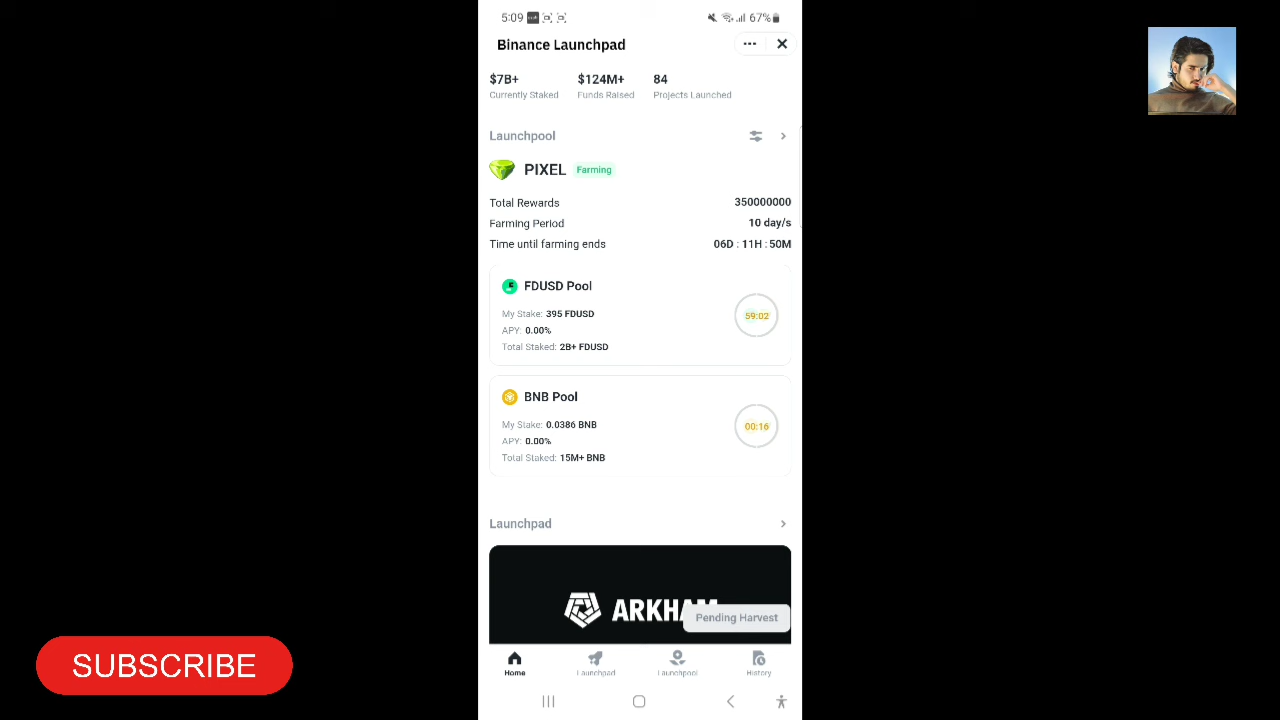 5:09
67%
Binance Launchpad
$7B+ $124M+ 84
Currently Staked Funds Raised Projects Launched
Launchpool
PIXEL Farming
Total Rewards 350000000
Farming Period 10 day/s
Time until farming ends 06D : 11H : 50M
FDUSD Pool
My Stake: 395 FDUSD
59:02
APY: 0.00%
Total Staked: 2B+ FDUSD
BNB Pool
My Stake: 0.0386 BNB
00:16
APY: 0.00%
Total Staked: 15M+ BNB
Launchpad
ARKHAM
Pending Harvest
Home Launchpad Launchpool History
SUBSCRIBE